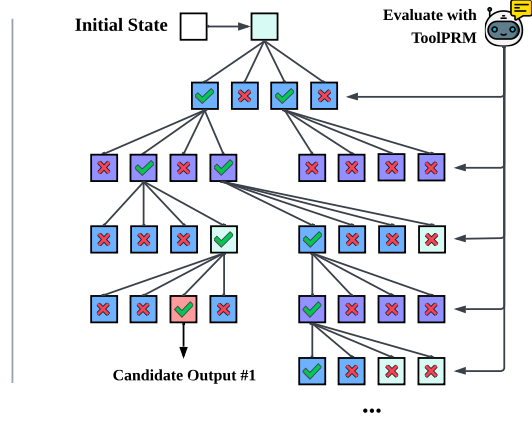 Initial State
Evaluate with
ToolPRM
Candidate Output #1
...